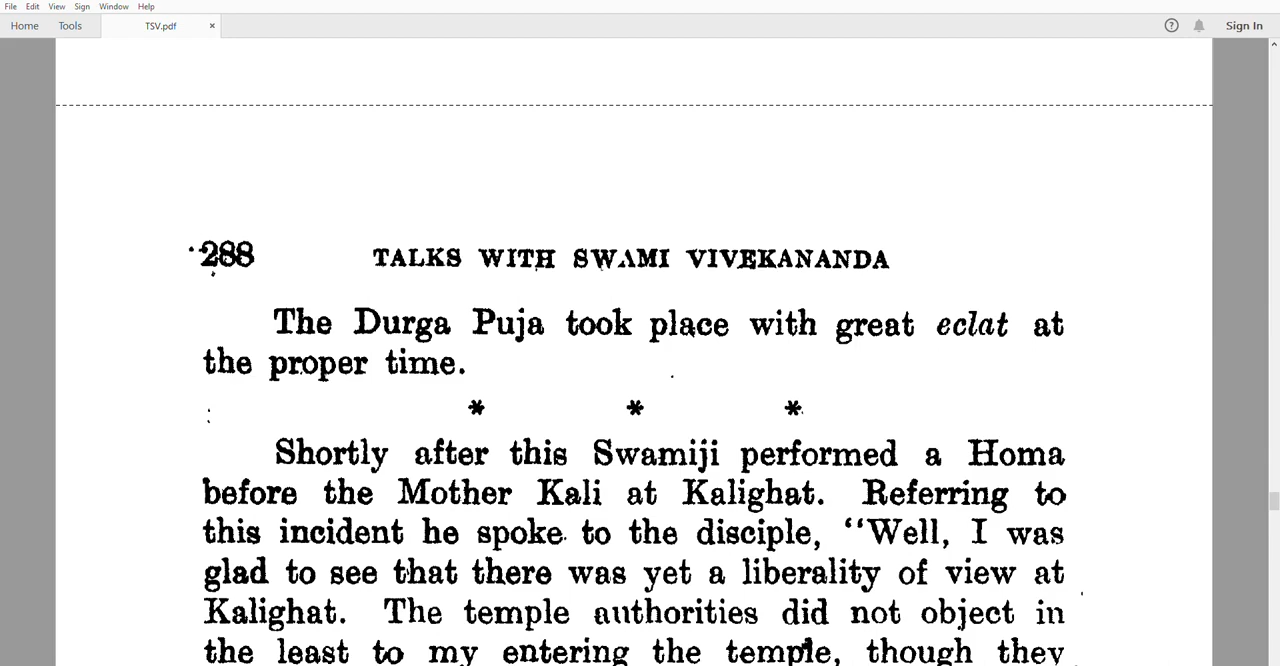 File Edit View Sign Window Help
Home Tools TSV.pdf × ? Sign In
288 TALKS WITH SWAMI VIVEKANANDA
The Durga Puja took place with great eclat at
the proper time.
* * *
Shortly after this Swamiji performed a Homa
before the Mother Kali at Kalighat. Referring to
this incident he spoke to the disciple, “Well, I was
glad to see that there was yet a liberality of view at
Kalighat. The temple authorities did not object in
the least to my entering the temple, though they